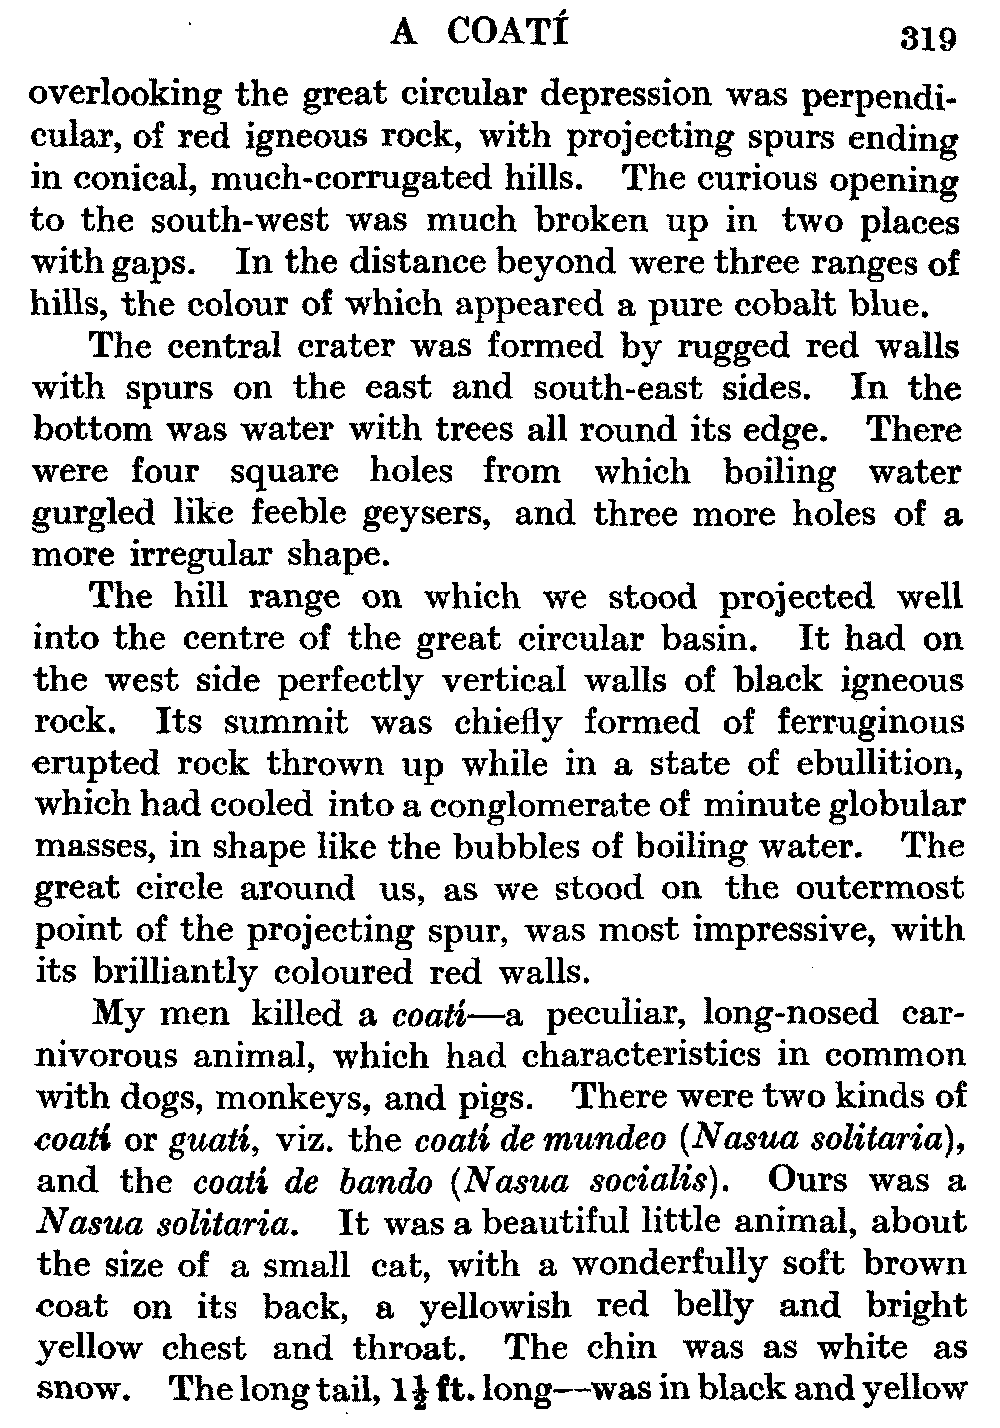 A COATÍ 319
overlooking the great circular depression was perpendi-
cular, of red igneous rock, with projecting spurs ending
in conical, much-corrugated hills. The curious opening
to the south-west was much broken up in two places
with gaps. In the distance beyond were three ranges of
hills, the colour of which appeared a pure cobalt blue.
The central crater was formed by rugged red walls
with spurs on the east and south-east sides. In the
bottom was water with trees all round its edge. There
were four square holes from which boiling water
gurgled like feeble geysers, and three more holes of a
more irregular shape.
The hill range on which we stood projected well
into the centre of the great circular basin. It had on
the west side perfectly vertical walls of black igneous
rock. Its summit was chiefly formed of ferruginous
erupted rock thrown up while in a state of ebullition,
which had cooled into a conglomerate of minute globular
masses, in shape like the bubbles of boiling water. The
great circle around us, as we stood on the outermost
point of the projecting spur, was most impressive, with
its brilliantly coloured red walls.
My men killed a coatí—a peculiar, long-nosed car-
nivorous animal, which had characteristics in common
with dogs, monkeys, and pigs. There were two kinds of
coatí or guatí, viz. the coatí de mundeo (Nasua solitaria),
and the coatí de bando (Nasua socialis). Ours was a
Nasua solitaria. It was a beautiful little animal, about
the size of a small cat, with a wonderfully soft brown
coat on its back, a yellowish red belly and bright
yellow chest and throat. The chin was as white as
snow. The long tail, 1½ ft. long—was in black and yellow